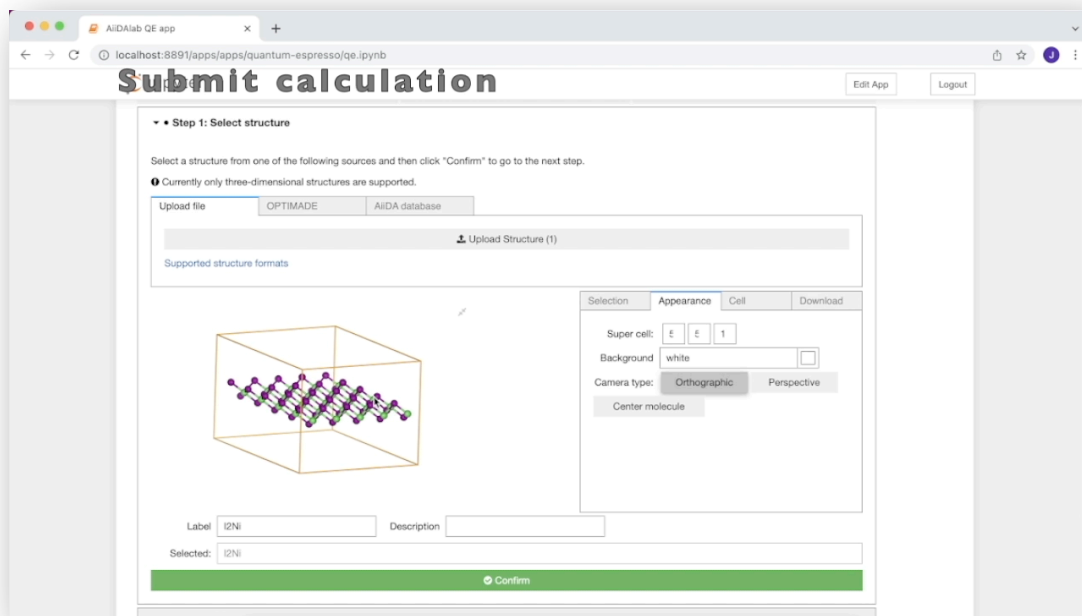 AiiDAlab QE app
localhost:8891/apps/apps/quantum-espresso/qe.ipynb
J
Submit calculation
Edit App
Logout
Step 1: Select structure
Select a structure from one of the following sources and then click "Confirm" to go to the next step.
Currently only three-dimensional structures are supported.
Upload file
OPTIMADE
AiiDA database
Upload Structure (1)
Supported structure formats
Selection
Appearance
Cell
Download
Super cell:
1
Background
white
Camera type:
Orthographic
Perspective
Center molecule
Label
I2Ni
Description
Selected:
I2Ni
Confirm